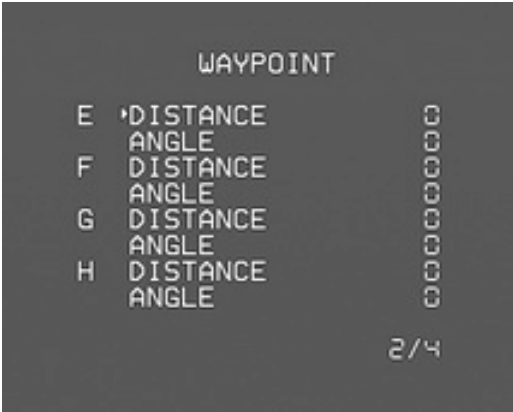 WAYPOINT
E DISTANCE 0
ANGLE 0
F DISTANCE 0
ANGLE 0
G DISTANCE 0
ANGLE 0
H DISTANCE 0
ANGLE 0
2/4